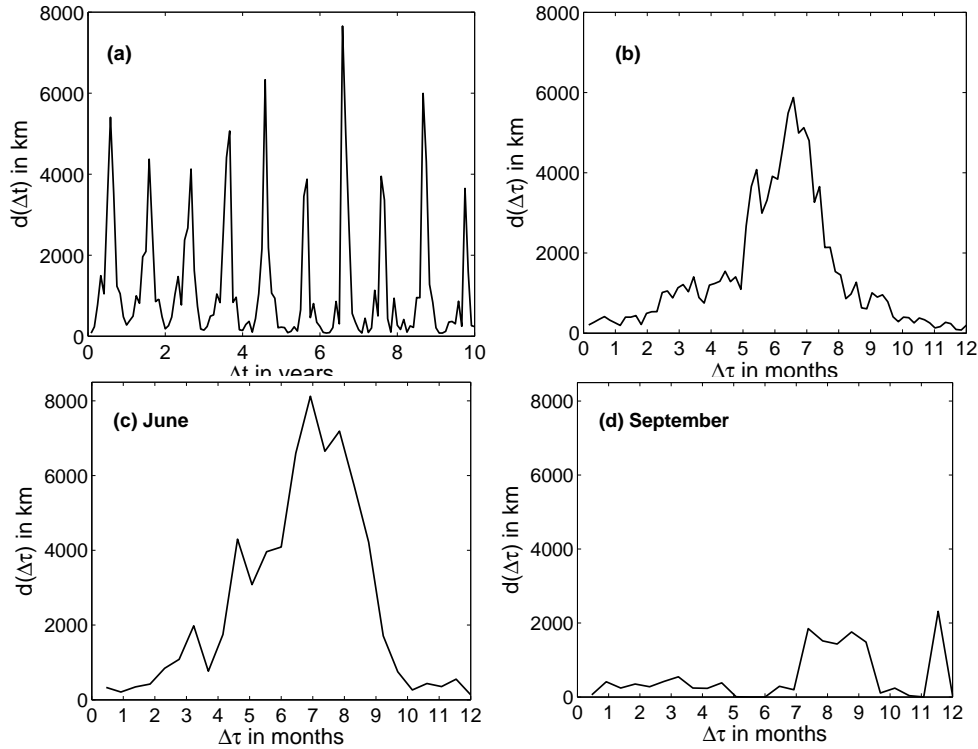 8000
6000
4000
2000
0
d(Δt) in km
(a)
0 2 4 6 8 10
Δt in years
8000
6000
4000
2000
0
d(Δτ) in km
(b)
0 1 2 3 4 5 6 7 8 9 10 11 12
Δτ in months
8000
6000
4000
2000
0
d(Δτ) in km
(c) June
0 1 2 3 4 5 6 7 8 9 10 11 12
Δτ in months
8000
6000
4000
2000
0
d(Δτ) in km
(d) September
0 1 2 3 4 5 6 7 8 9 10 11 12
Δτ in months